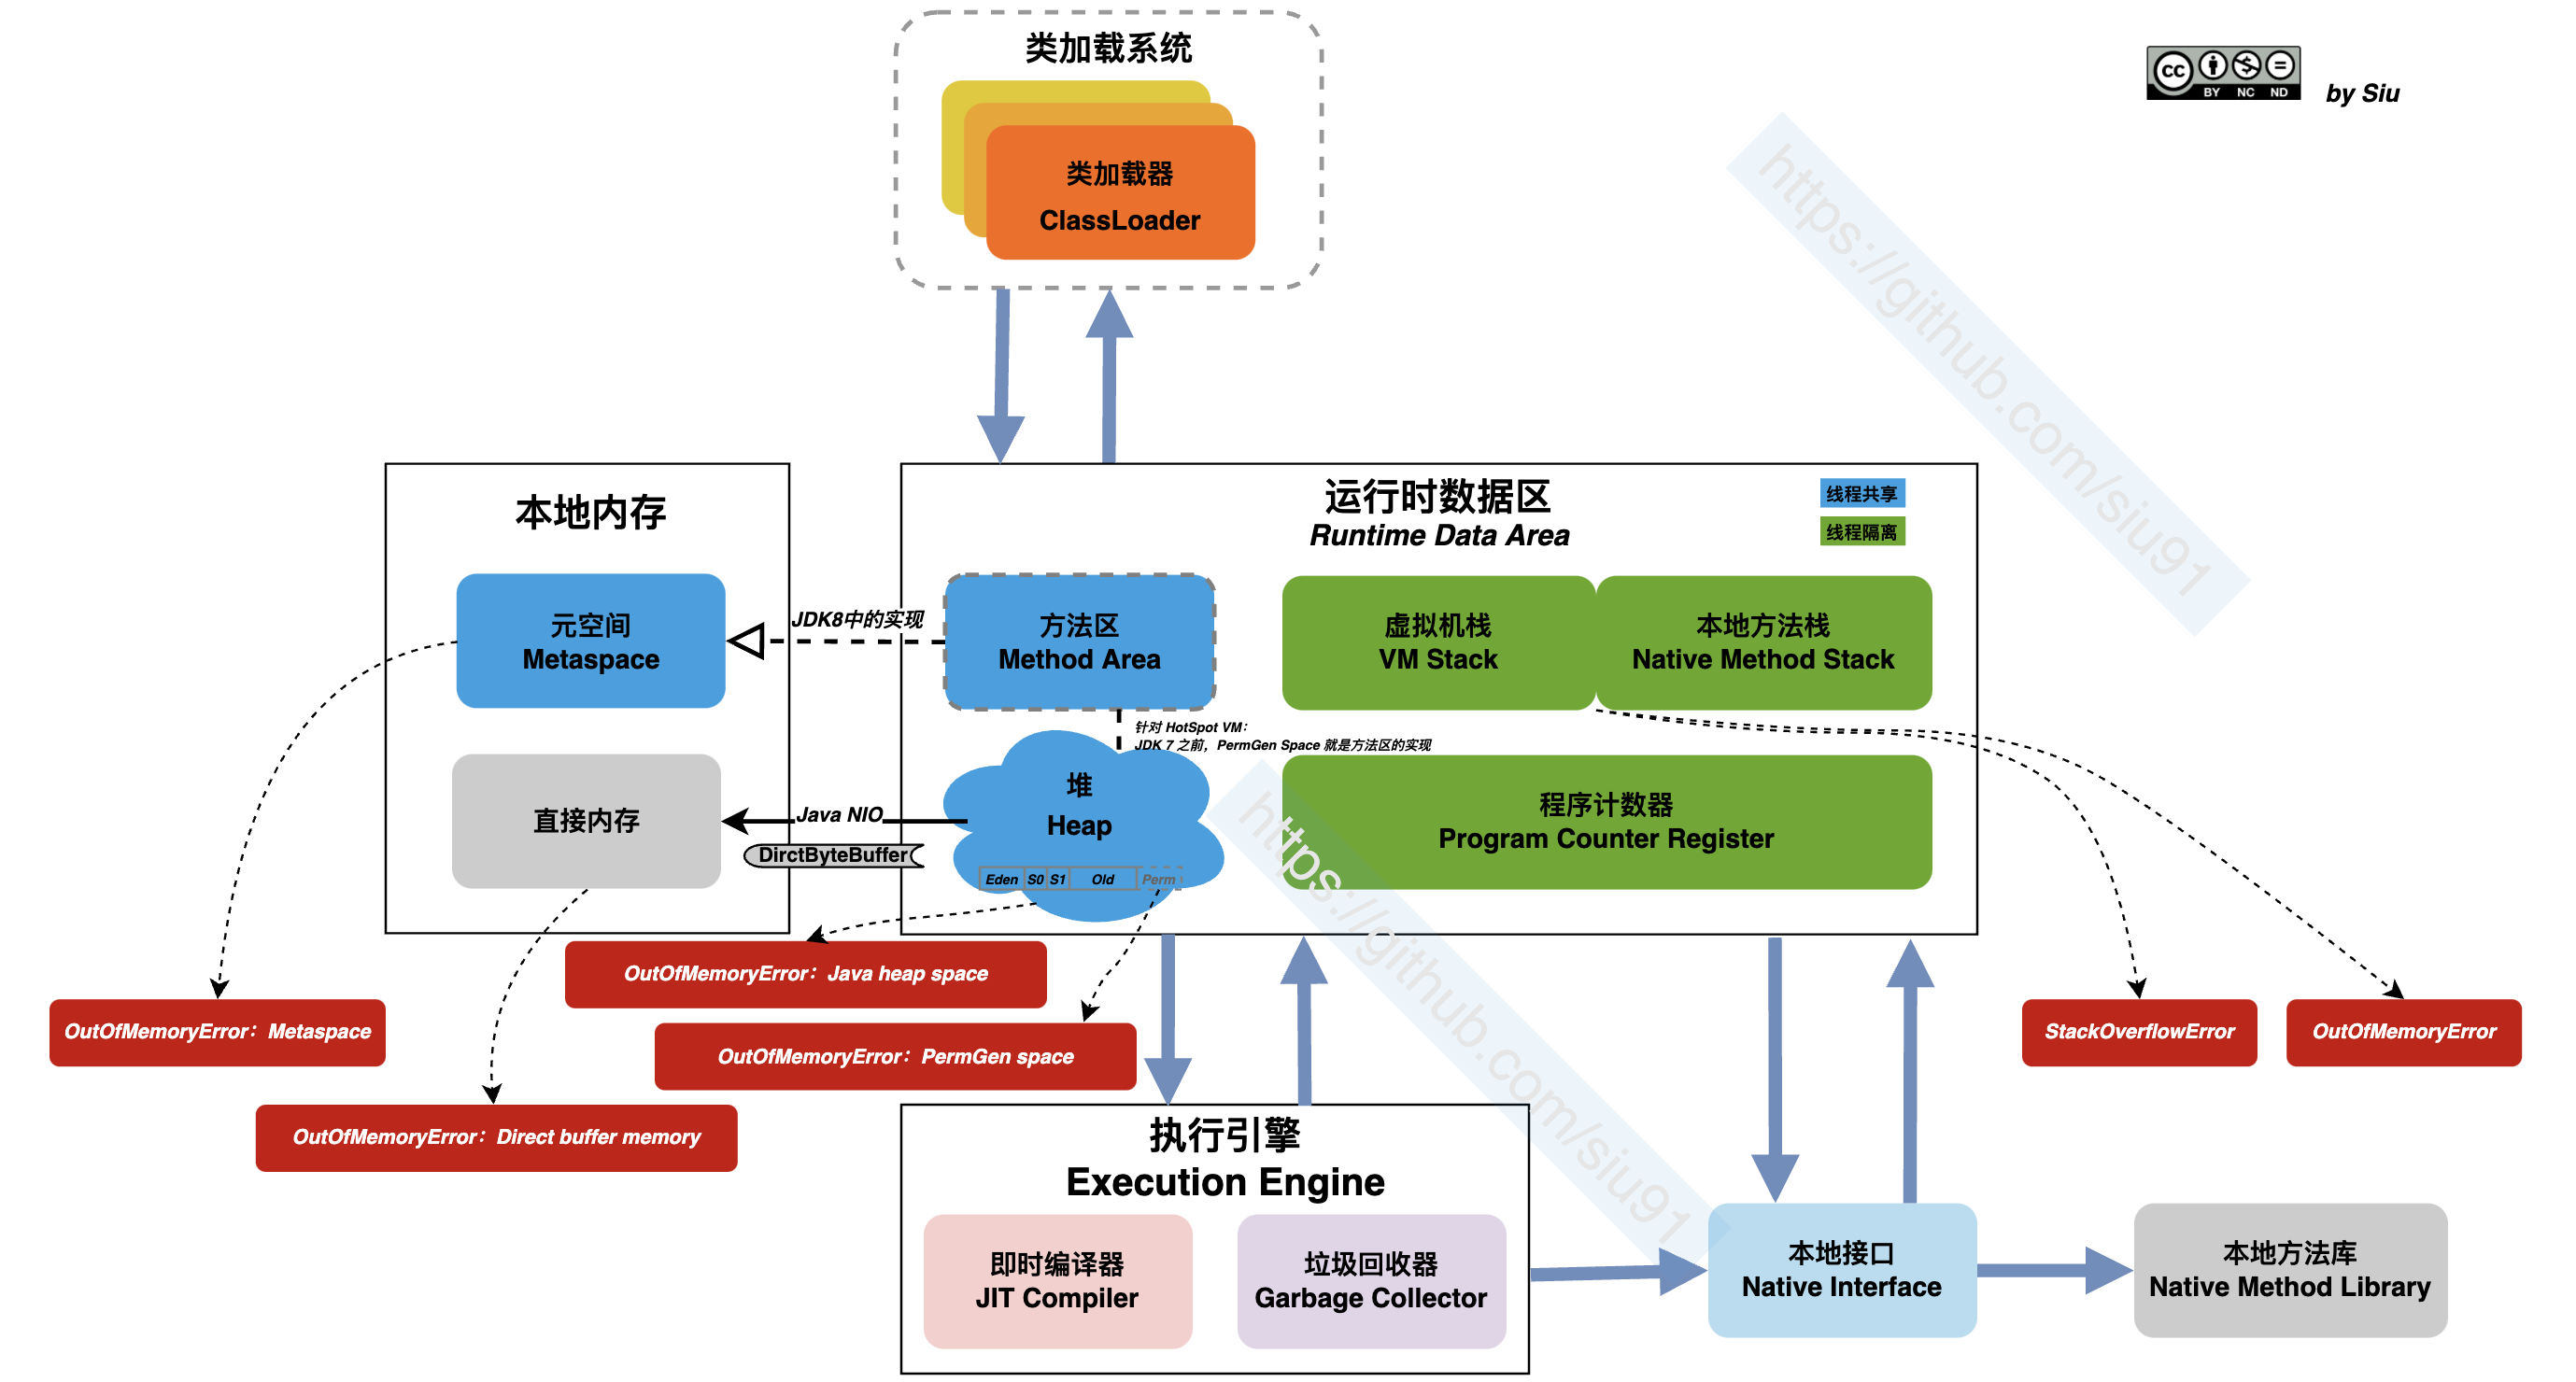 类加载系统
类加载器
ClassLoader
CC
BY NC ND
by Siu
https://github.com/siu91
本地内存
元空间
Metaspace
直接内存
JDK8中的实现
Java NIO
DirctByteBuffer
运行时数据区
Runtime Data Area
线程共享
线程隔离
方法区
Method Area
虚拟机栈
VM Stack
本地方法栈
Native Method Stack
针对 HotSpot VM：
JDK 7 之前，PermGen Space 就是方法区的实现
堆
Heap
Eden S0 S1 Old Perm
程序计数器
Program Counter Register
https://github.com/siu91
OutOfMemoryError：Java heap space
OutOfMemoryError：Metaspace
OutOfMemoryError：PermGen space
OutOfMemoryError：Direct buffer memory
StackOverflowError
OutOfMemoryError
执行引擎
Execution Engine
即时编译器
JIT Compiler
垃圾回收器
Garbage Collector
本地接口
Native Interface
本地方法库
Native Method Library